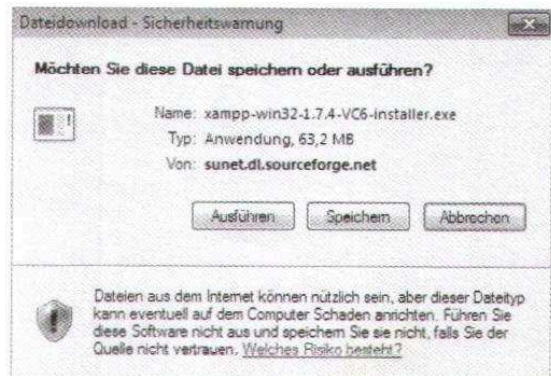 Dateidownload - Sicherheitswarnung
Möchten Sie diese Datei speichern oder ausführen?
Name: xampp-win32-1.7.4-VC6-installer.exe
Typ: Anwendung, 63,2 MB
Von: sunet.dl.sourceforge.net
Ausführen Speichern Abbrechen
Dateien aus dem Internet können nützlich sein, aber dieser Dateityp
kann eventuell auf dem Computer Schaden anrichten. Führen Sie
diese Software nicht aus und speichern Sie sie nicht, falls Sie der
Quelle nicht vertrauen. Welches Risiko besteht?